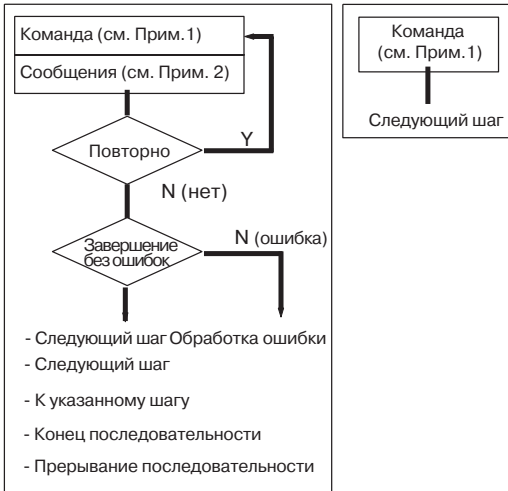 Команда (см. Прим.1)
Сообщения (см. Прим. 2)
Повторно
Y
N (нет)
Завершение
без ошибок
N (ошибка)
- Следующий шаг Обработка ошибки
- Следующий шаг
- К указанному шагу
- Конец последовательности
- Прерывание последовательности
Команда
(см. Прим.1)
Следующий шаг